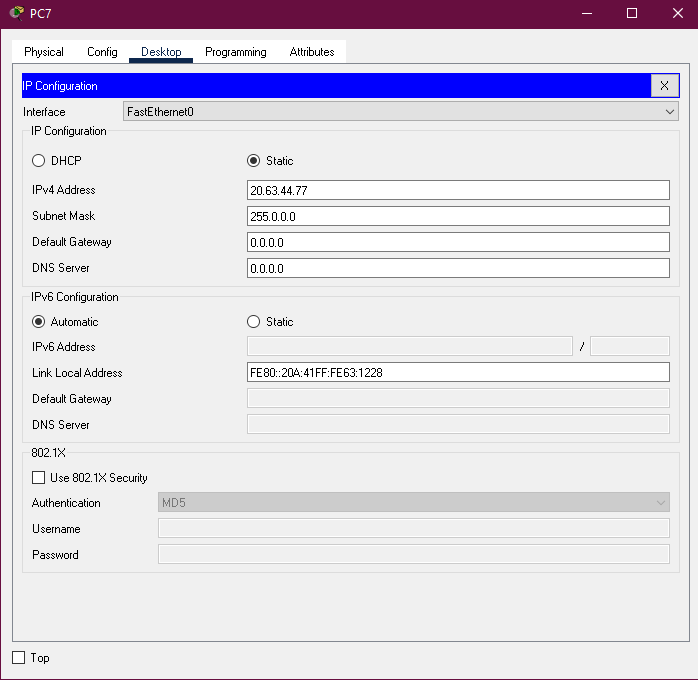 PC7
Physical Config Desktop Programming Attributes
IP Configuration X
Interface FastEthernet0
IP Configuration
DHCP Static
IPv4 Address 20.63.44.77
Subnet Mask 255.0.0.0
Default Gateway 0.0.0.0
DNS Server 0.0.0.0
IPv6 Configuration
Automatic Static
IPv6 Address /
Link Local Address FE80::20A:41FF:FE63:1228
Default Gateway
DNS Server
802.1X
Use 802.1X Security
Authentication MD5
Username
Password
Top